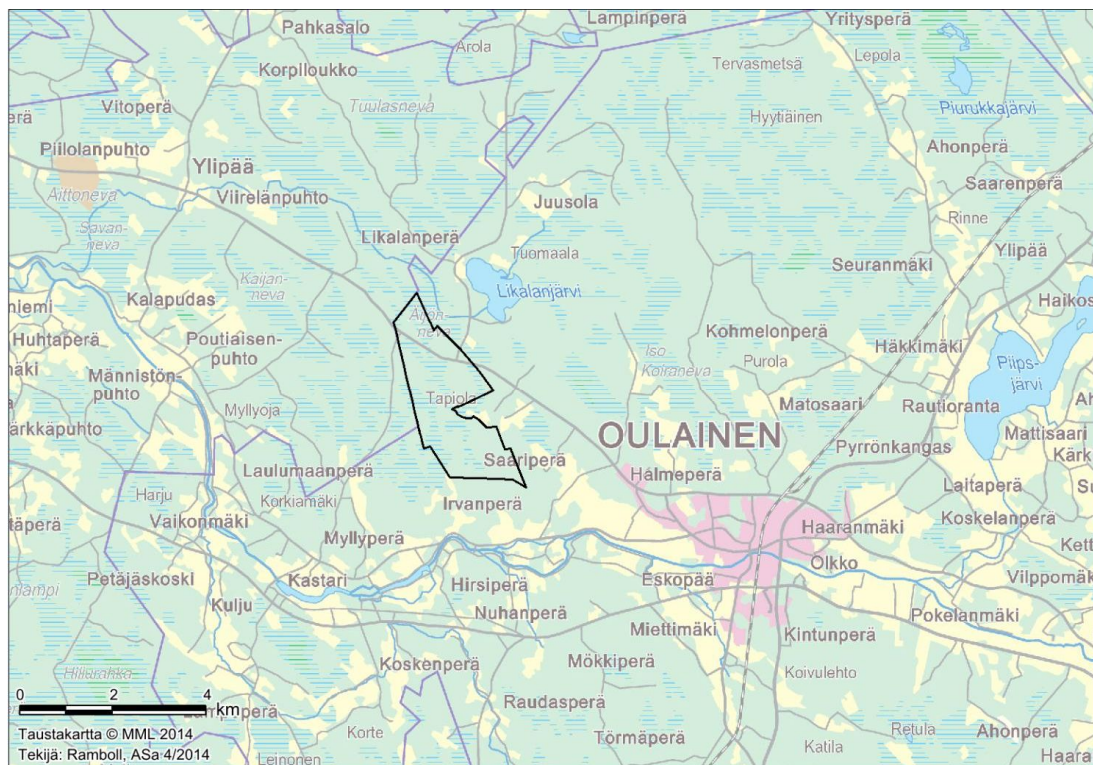 Pahkasalo
Lampinperä
Yritysperä
Arola
Lepola
Korpiloukko
Tervasmetsä
Vitoperä
Tuulasneva
Piurukkajärvi
Hyytiäinen
Piilolanpuhto
Ylipää
Ahonperä
Aittoneva
Viirelänpuhto
Juusola
Saarenperä
Rinne
Savan-
neva
Likalanperä
Tuomaala
Ylipää
Seuranmäki
Kaijan-
neva
Likalanjärvi
Kalapudas
Haikos
Huhtaperä
Poutiaisen-
puhto
Kohmelonperä
Häkkimäki
Iso
Koiraneva
Purola
Piips-
järvi
Männistön-
puhto
Tapiola
Matosaari
Rautioranta
Myllyoja
OULAINEN
Mattisaari
Pyrrönkangas
Laulumaanperä
Saariperä
Halmeperä
Laitaperä
Harju
Korkiamäki
Irvanperä
Haaranmäki
Koskelanperä
Vaikonmäki
Myllyperä
Petäjäskoski
Kastari
Hirsiperä
Eskopää
Olkko
Kulju
Nuhanperä
Pokelanmäki
Miettimäki
Kintunperä
Koskenperä
Mökkiperä
Koivulehto
Hiliurahka
Raudasperä
0 2 4
km
Korte
Törmäperä
Retula
Ahonperä
Taustakartta © MML 2014
Katila
Tekijä: Ramboll, ASa 4/2014
Leinonen
Haara